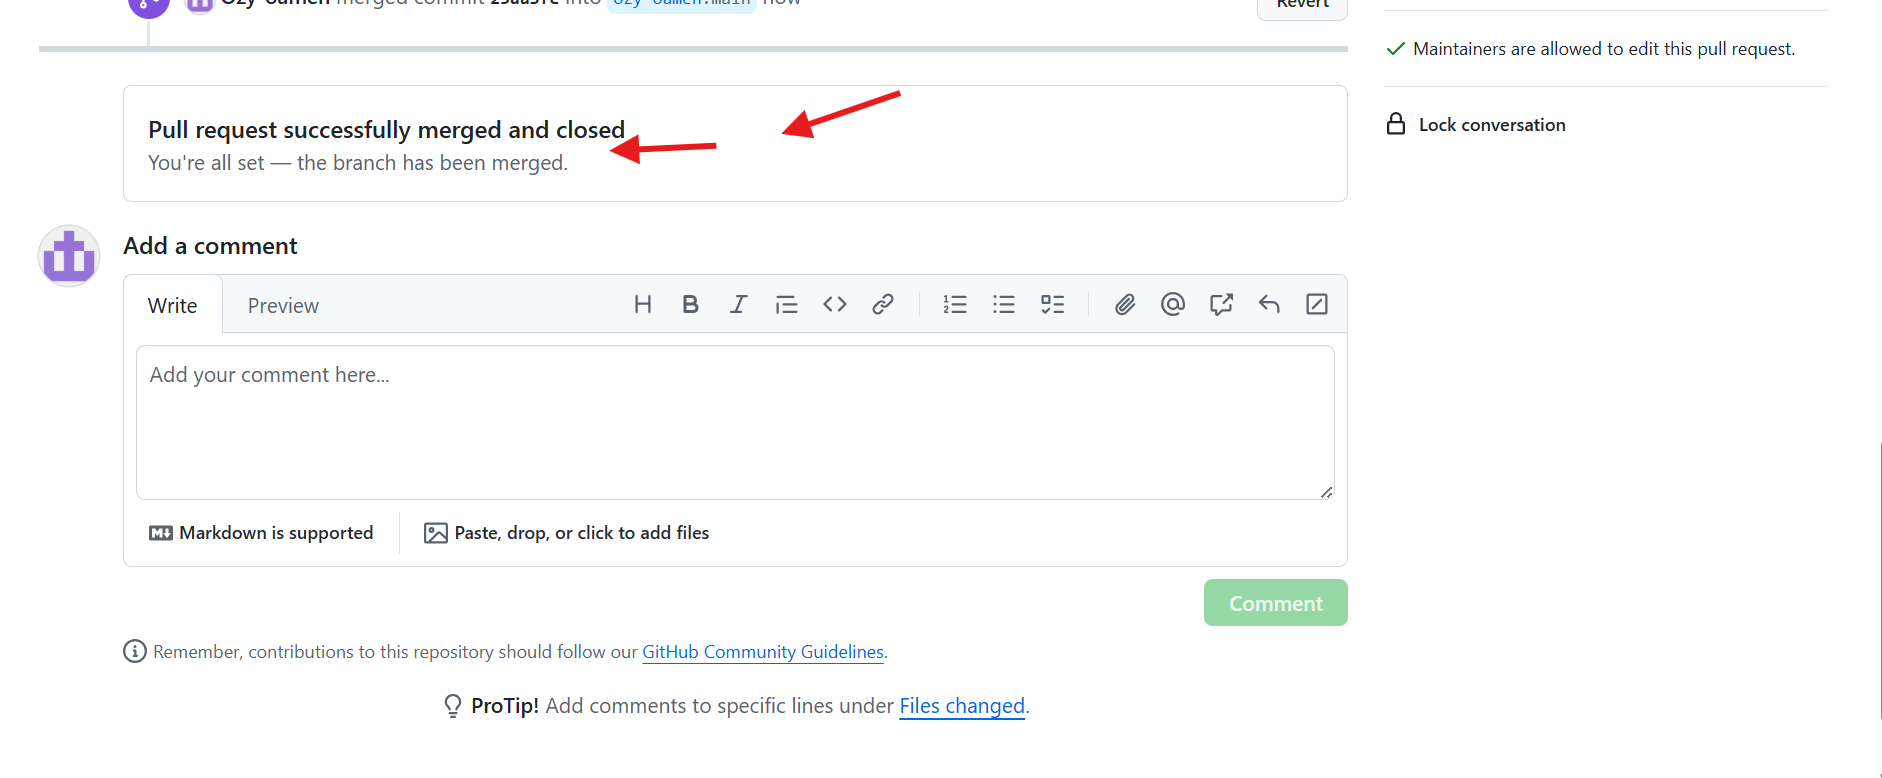 merged commit into now
Revert
Maintainers are allowed to edit this pull request.
Pull request successfully merged and closed
You're all set — the branch has been merged.
Lock conversation
Add a comment
Write
Preview
Add your comment here...
Markdown is supported
Paste, drop, or click to add files
Comment
Remember, contributions to this repository should follow our GitHub Community Guidelines.
ProTip! Add comments to specific lines under Files changed.